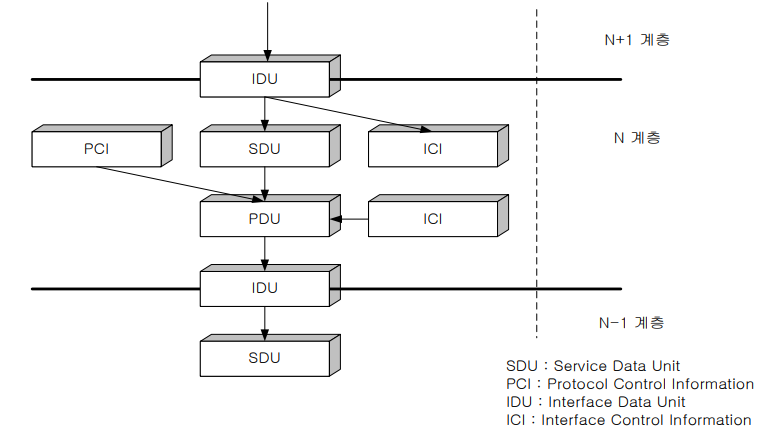 N+1 계층
IDU
N 계층
PCI
SDU
ICI
PDU
ICI
IDU
N-1 계층
SDU
SDU : Service Data Unit
PCI : Protocol Control Information
IDU : Interface Data Unit
ICI : Interface Control Information